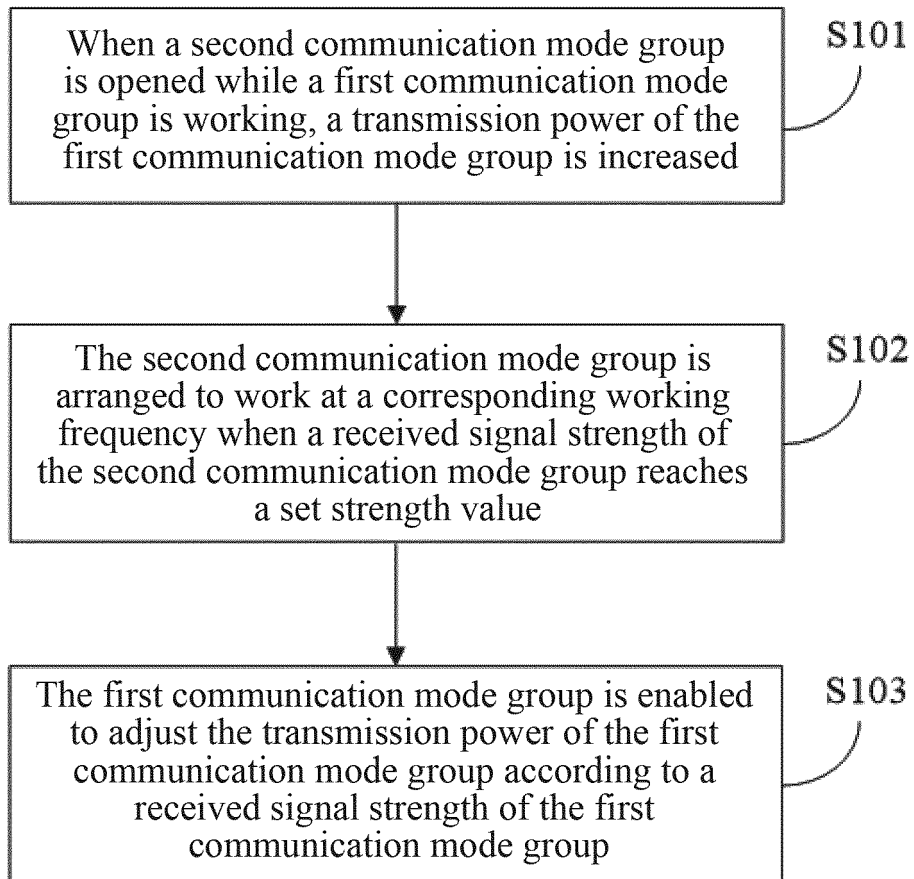 When a second communication mode group
is opened while a first communication mode
group is working, a transmission power of the
first communication mode group is increased
S101
The second communication mode group is
arranged to work at a corresponding working
frequency when a received signal strength of
the second communication mode group reaches
a set strength value
S102
The first communication mode group is enabled
to adjust the transmission power of the first
communication mode group according to a
received signal strength of the first
communication mode group
S103